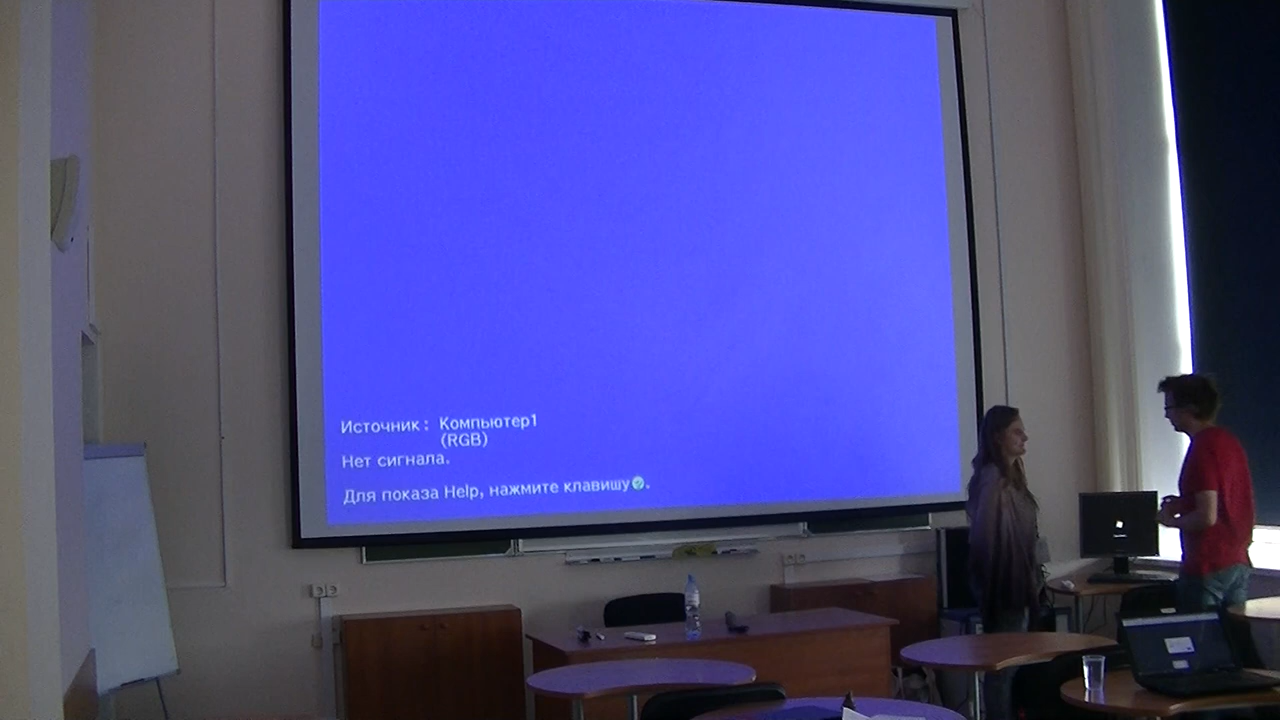 Источник: Компьютер1
(RGB)
Нет сигнала.
Для показа Help, нажмите клавишу.